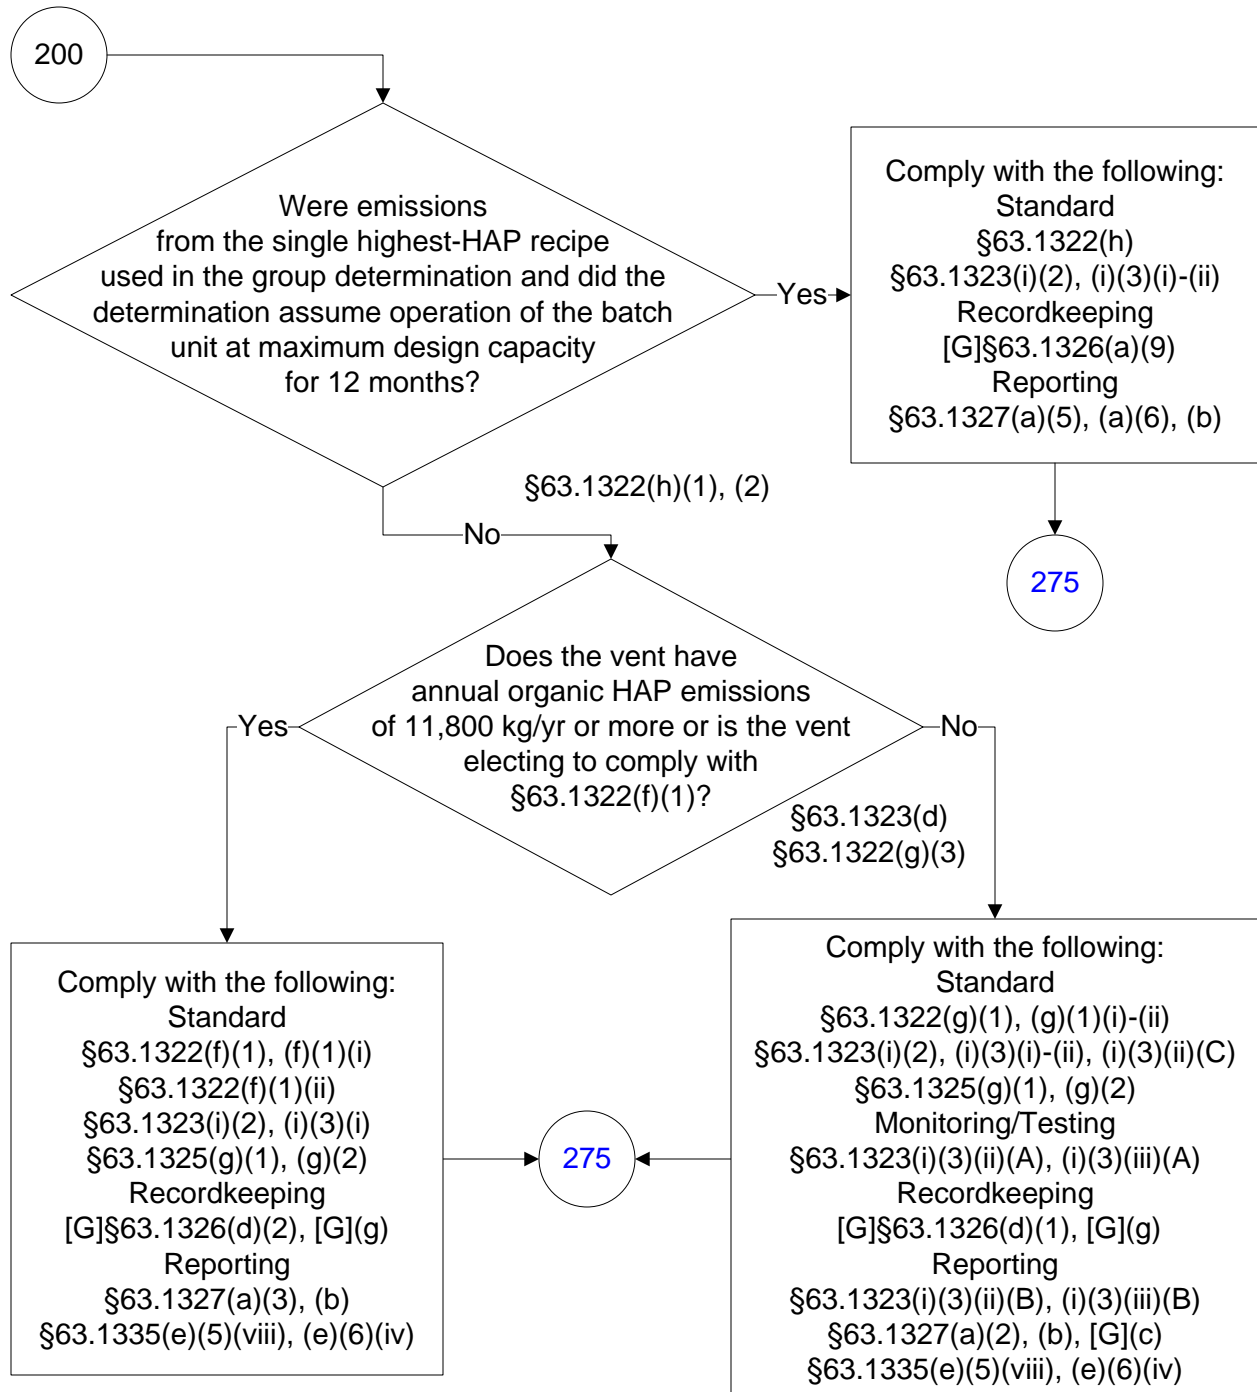 200
Were emissions
from the single highest-HAP recipe
used in the group determination and did the
determination assume operation of the batch
unit at maximum design capacity
for 12 months?
Yes
Comply with the following:
Standard
§63.1322(h)
§63.1323(i)(2), (i)(3)(i)-(ii)
Recordkeeping
[G]§63.1326(a)(9)
Reporting
§63.1327(a)(5), (a)(6), (b)
275
§63.1322(h)(1), (2)
No
Does the vent have
annual organic HAP emissions
of 11,800 kg/yr or more or is the vent
electing to comply with
§63.1322(f)(1)?
Yes
No
§63.1323(d)
§63.1322(g)(3)
Comply with the following:
Standard
§63.1322(f)(1), (f)(1)(i)
§63.1322(f)(1)(ii)
§63.1323(i)(2), (i)(3)(i)
§63.1325(g)(1), (g)(2)
Recordkeeping
[G]§63.1326(d)(2), [G](g)
Reporting
§63.1327(a)(3), (b)
§63.1335(e)(5)(viii), (e)(6)(iv)
275
Comply with the following:
Standard
§63.1322(g)(1), (g)(1)(i)-(ii)
§63.1323(i)(2), (i)(3)(i)-(ii), (i)(3)(ii)(C)
§63.1325(g)(1), (g)(2)
Monitoring/Testing
§63.1323(i)(3)(ii)(A), (i)(3)(iii)(A)
Recordkeeping
[G]§63.1326(d)(1), [G](g)
Reporting
§63.1323(i)(3)(ii)(B), (i)(3)(iii)(B)
§63.1327(a)(2), (b), [G](c)
§63.1335(e)(5)(viii), (e)(6)(iv)